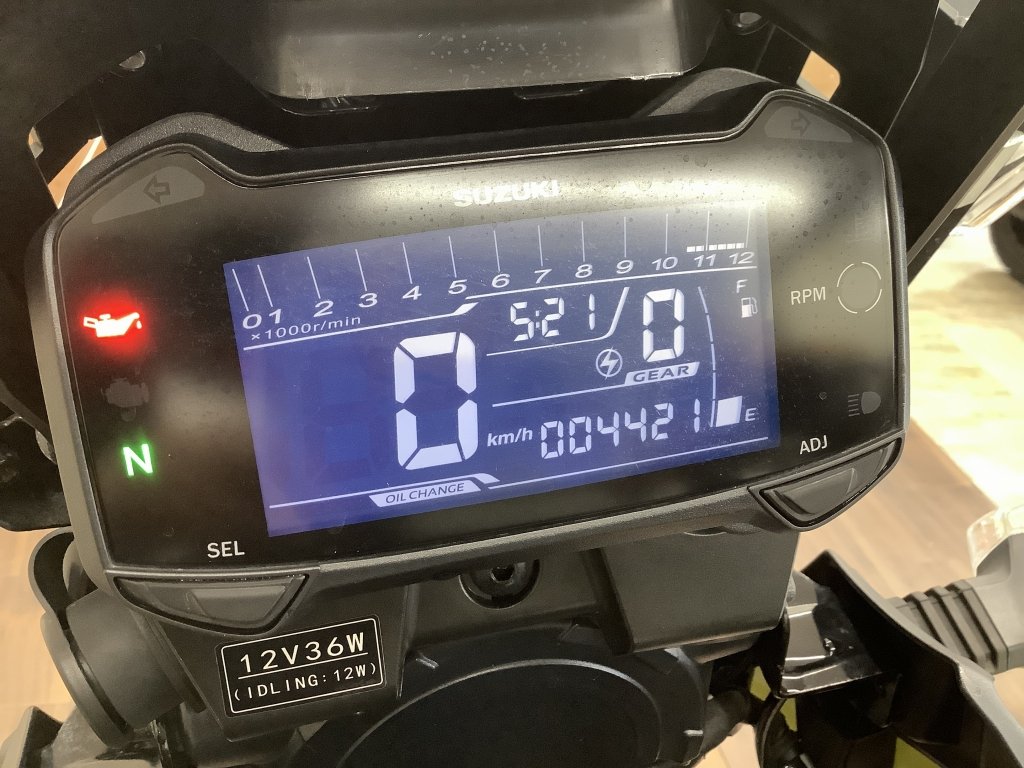 SUZUKI
0 1 2 3 4 5 6 7 8 9 10 11 12
×1000r/min
5:21
0
GEAR
F
E
RPM
0
km/h
004421
OIL CHANGE
N
SEL
ADJ
12V36W
(IDLING:12W)